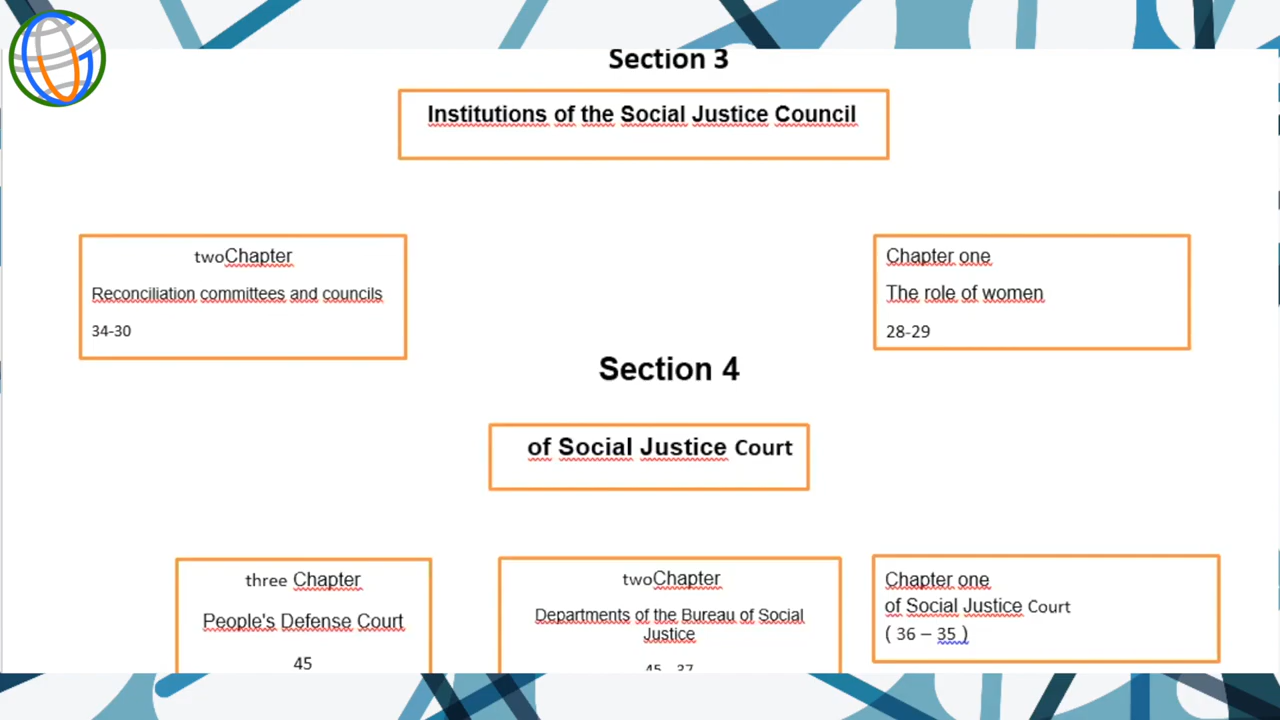 Section 3
Institutions of the Social Justice Council
twoChapter
Reconciliation committees and councils
34-30
Chapter one
The role of women
28-29
Section 4
of Social Justice Court
three Chapter
People's Defense Court
45
twoChapter
Departments of the Bureau of Social
Justice
45 - 37
Chapter one
of Social Justice Court
( 36 – 35 )